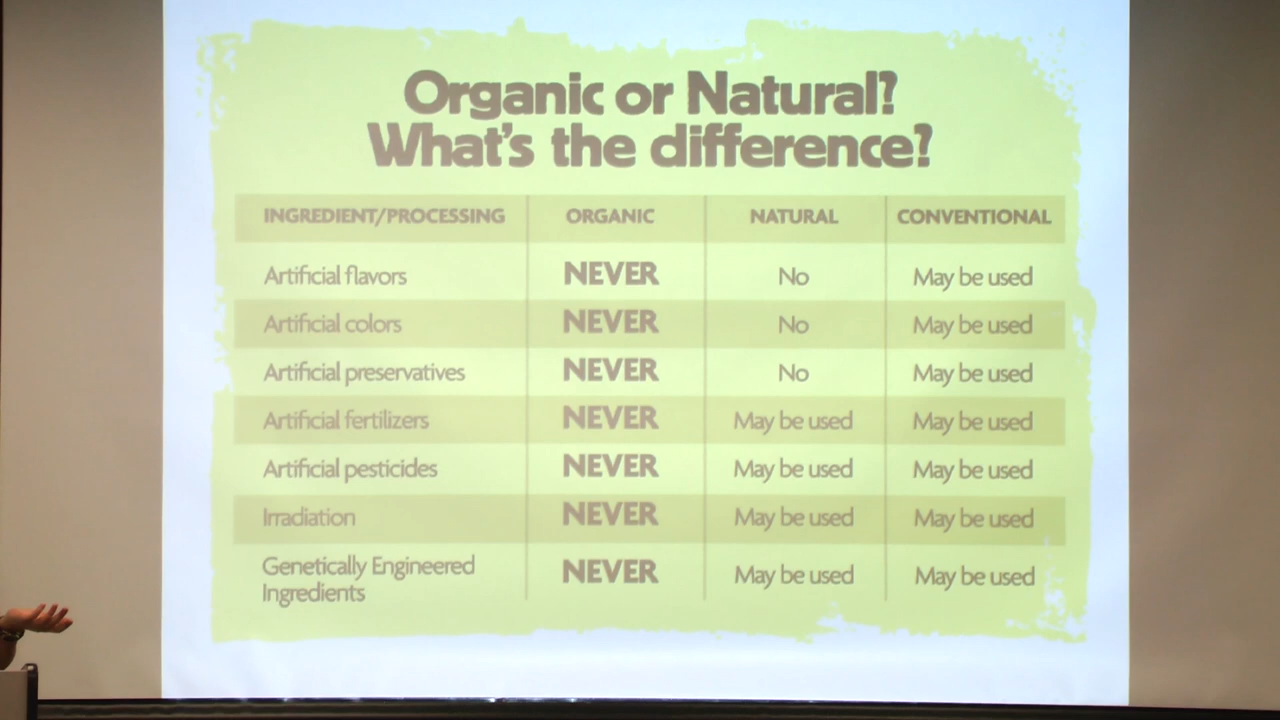 Organic or Natural?
What's the difference?
INGREDIENT/PROCESSING ORGANIC NATURAL CONVENTIONAL
Artificial flavors NEVER No May be used
Artificial colors NEVER No May be used
Artificial preservatives NEVER No May be used
Artificial fertilizers NEVER May be used May be used
Artificial pesticides NEVER May be used May be used
Irradiation NEVER May be used May be used
Genetically Engineered
Ingredients NEVER May be used May be used